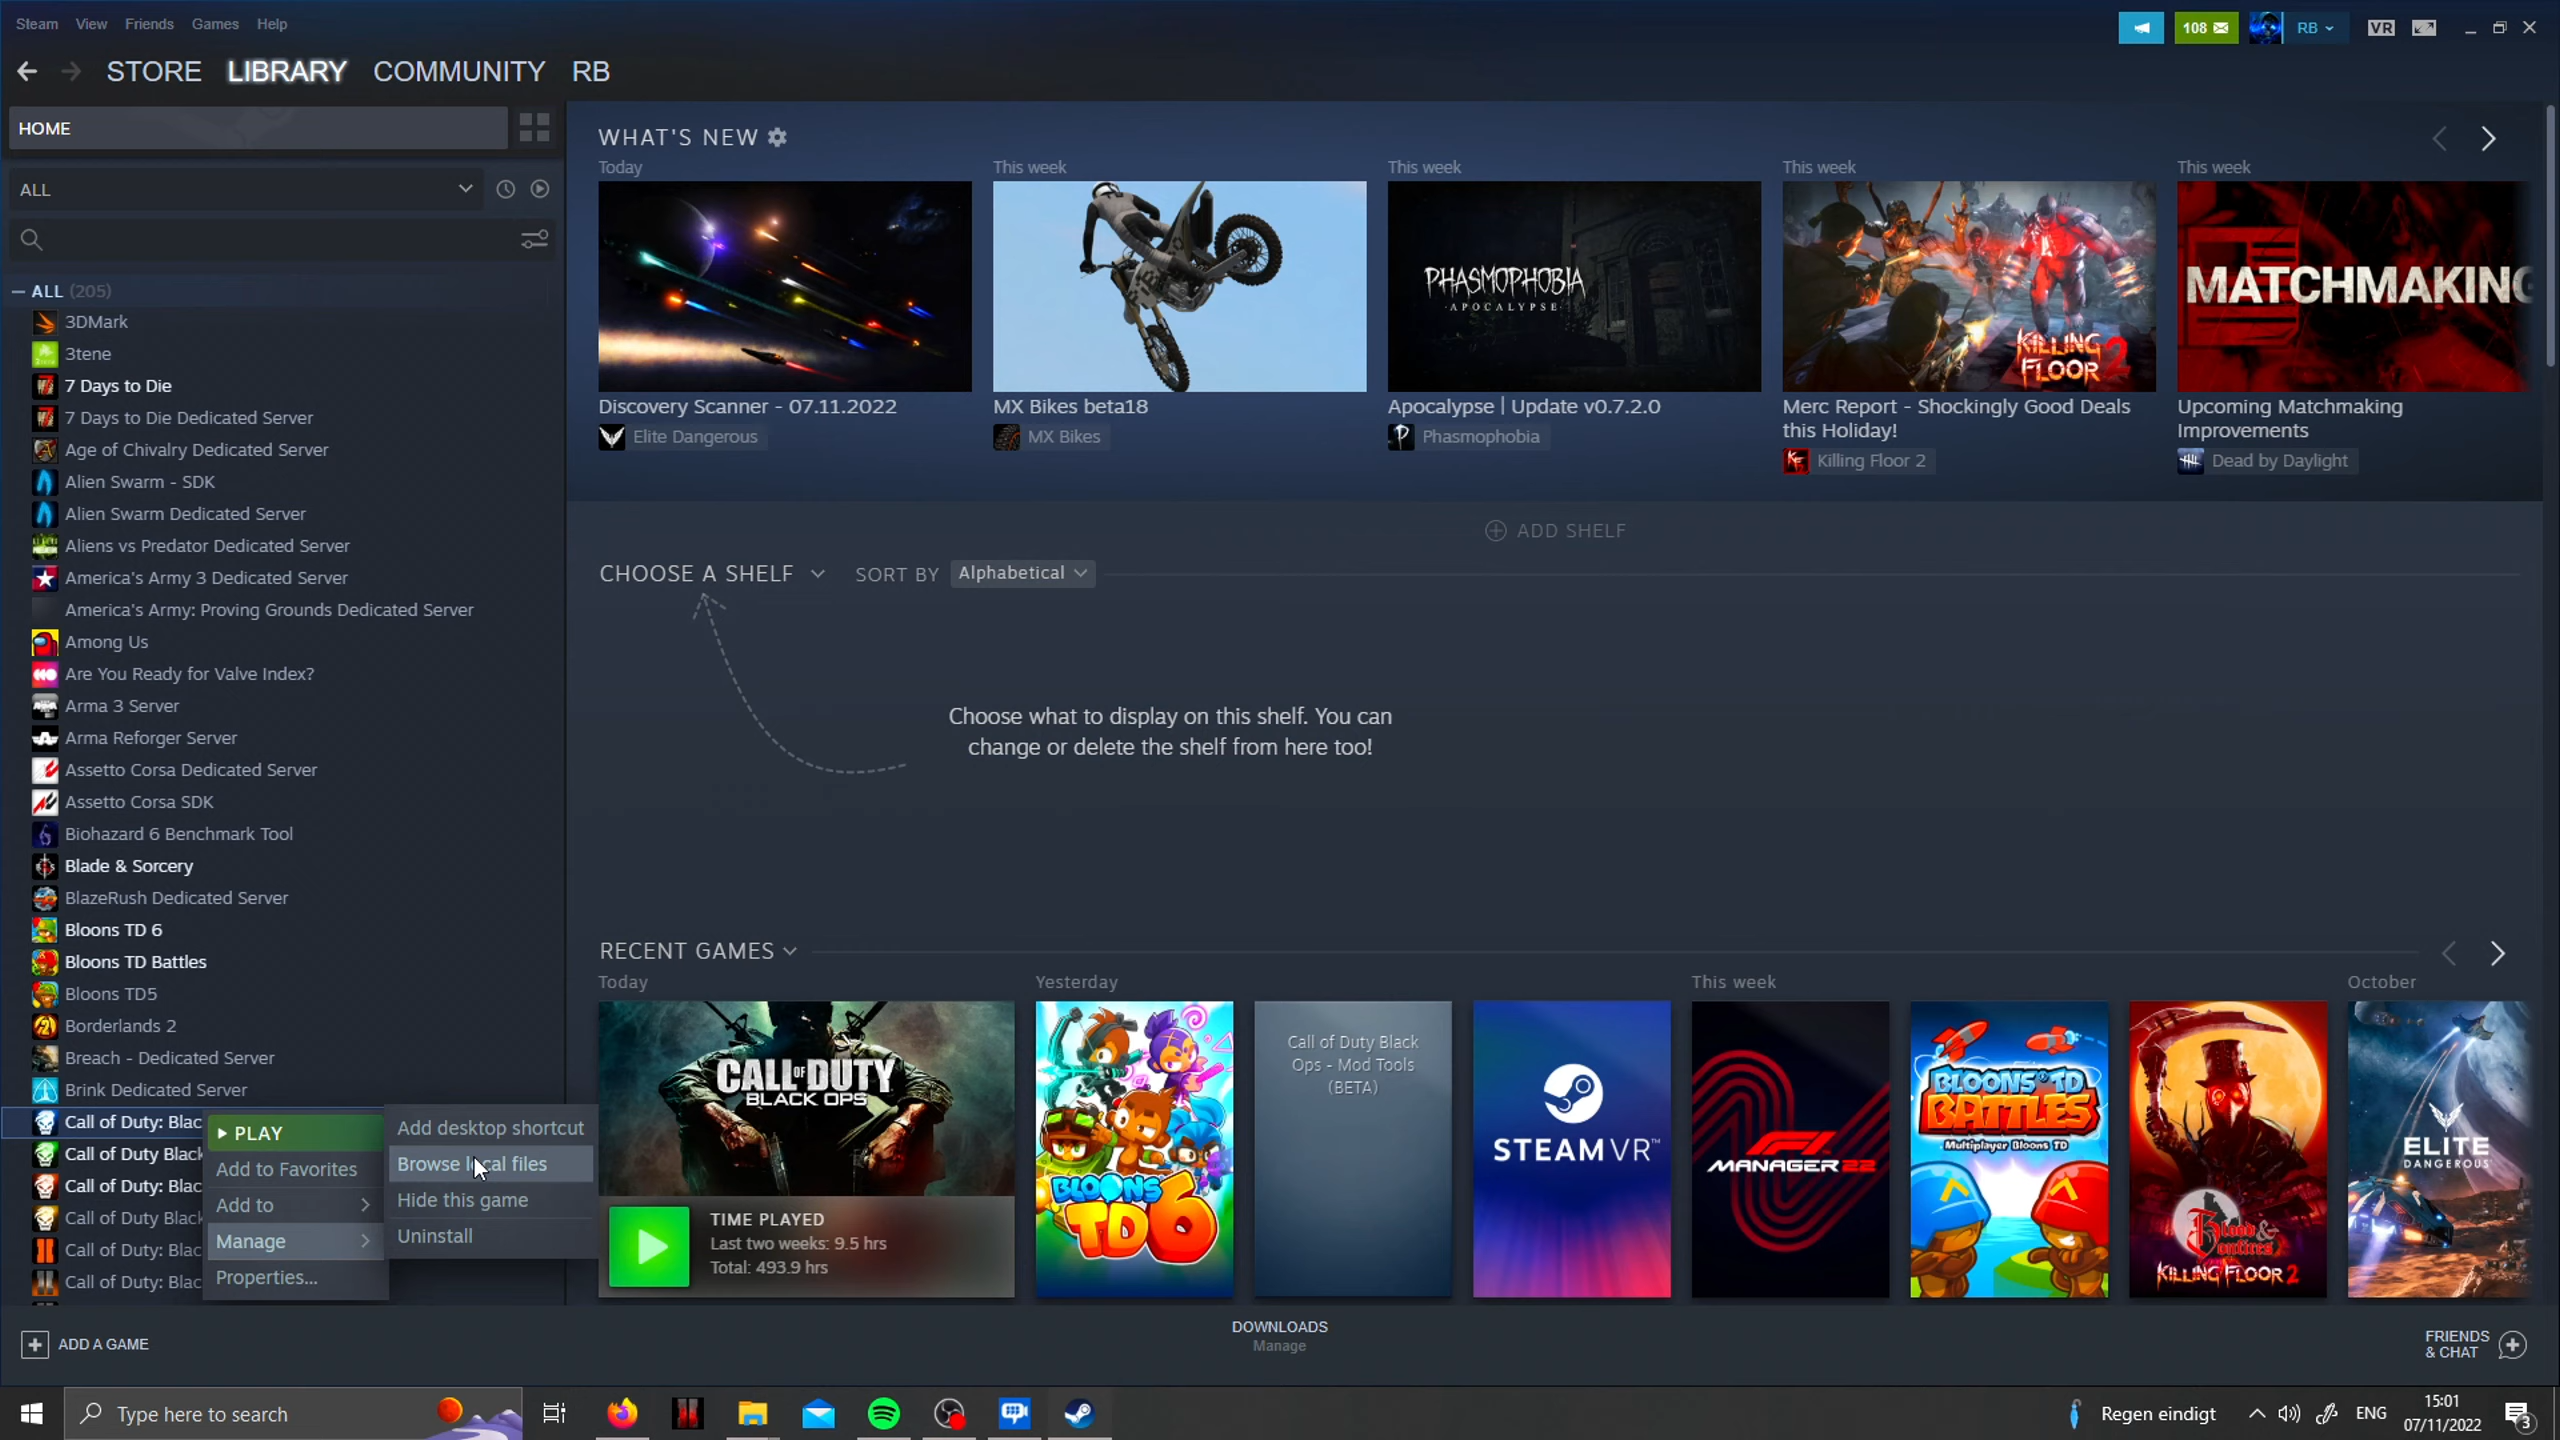 Steam View Friends Games Help
108
RB
VR
STORE LIBRARY COMMUNITY RB
HOME
ALL
ALL (205)
3DMark
3tene
7 Days to Die
7 Days to Die Dedicated Server
Age of Chivalry Dedicated Server
Alien Swarm - SDK
Alien Swarm Dedicated Server
Aliens vs Predator Dedicated Server
America's Army 3 Dedicated Server
America's Army: Proving Grounds Dedicated Server
Among Us
Are You Ready for Valve Index?
Arma 3 Server
Arma Reforger Server
Assetto Corsa Dedicated Server
Assetto Corsa SDK
Biohazard 6 Benchmark Tool
Blade & Sorcery
BlazeRush Dedicated Server
Bloons TD 6
Bloons TD Battles
Bloons TD5
Borderlands 2
Breach - Dedicated Server
Brink Dedicated Server
Call of Duty: Blac
Call of Duty Black
Call of Duty: Blac
Call of Duty Black
Call of Duty: Blac
Call of Duty: Blac
PLAY
Add to Favorites
Add to
Manage
Properties...
Add desktop shortcut
Browse local files
Hide this game
Uninstall
WHAT'S NEW
Today
This week
This week
This week
This week
PHASMOPHOBIA
APOCALYPSE
KILLING
FLOOR 2
MATCHMAKING
Discovery Scanner - 07.11.2022
Elite Dangerous
MX Bikes beta18
MX Bikes
Apocalypse | Update v0.7.2.0
Phasmophobia
Merc Report - Shockingly Good Deals
this Holiday!
Killing Floor 2
Upcoming Matchmaking
Improvements
Dead by Daylight
ADD SHELF
CHOOSE A SHELF
SORT BY Alphabetical
Choose what to display on this shelf. You can
change or delete the shelf from here too!
RECENT GAMES
Today
Yesterday
This week
October
CALL OF DUTY
BLACK OPS
TIME PLAYED
Last two weeks: 9.5 hrs
Total: 493.9 hrs
BLOONS
TD6
Call of Duty Black
Ops - Mod Tools
(BETA)
STEAMVR™
F1
MANAGER 22
BLOONS TD
BATTLES
Multiplayer Bloons TD
Blood &
Bonfires
KILLING FLOOR 2
ELITE
DANGEROUS
ADD A GAME
DOWNLOADS
Manage
FRIENDS
& CHAT
Type here to search
Regen eindigt
ENG
15:01
07/11/2022
3